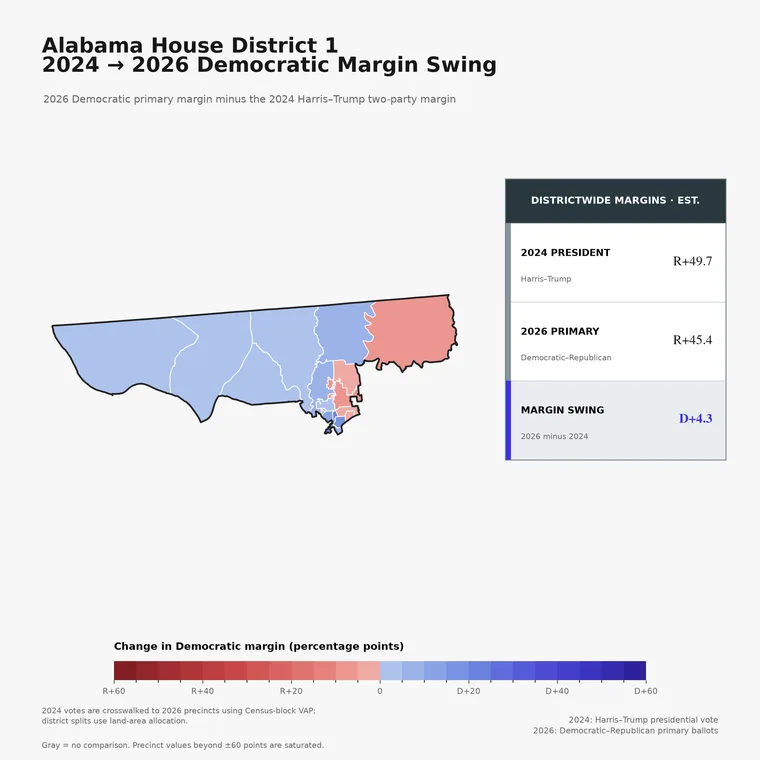 Alabama House District 1
2024 → 2026 Democratic Margin Swing
2026 Democratic primary margin minus the 2024 Harris–Trump two-party margin
DISTRICTWIDE MARGINS · EST.
2024 PRESIDENT
R+49.7
Harris–Trump
2026 PRIMARY
R+45.4
Democratic–Republican
MARGIN SWING
D+4.3
2026 minus 2024
Change in Democratic margin (percentage points)
R+60 R+40 R+20 0 D+20 D+40 D+60
2024 votes are crosswalked to 2026 precincts using Census-block VAP;
district splits use land-area allocation.
Gray = no comparison. Precinct values beyond ±60 points are saturated.
2024: Harris–Trump presidential vote
2026: Democratic–Republican primary ballots